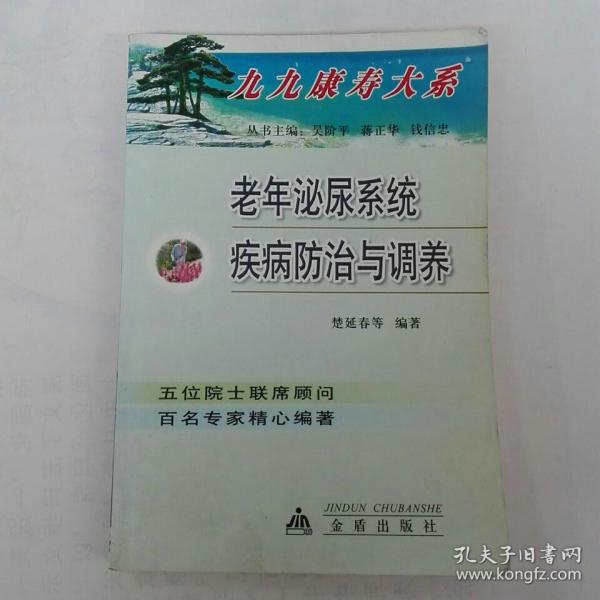 九九康寿大系
丛书主编：吴阶平 蒋正华 钱信忠
老年泌尿系统
疾病防治与调养
楚延春等 编著
五位院士联席顾问
百名专家精心编著
JINDUN CHUBANSHE
金盾出版社
孔夫子旧书网
www.kongfz.com